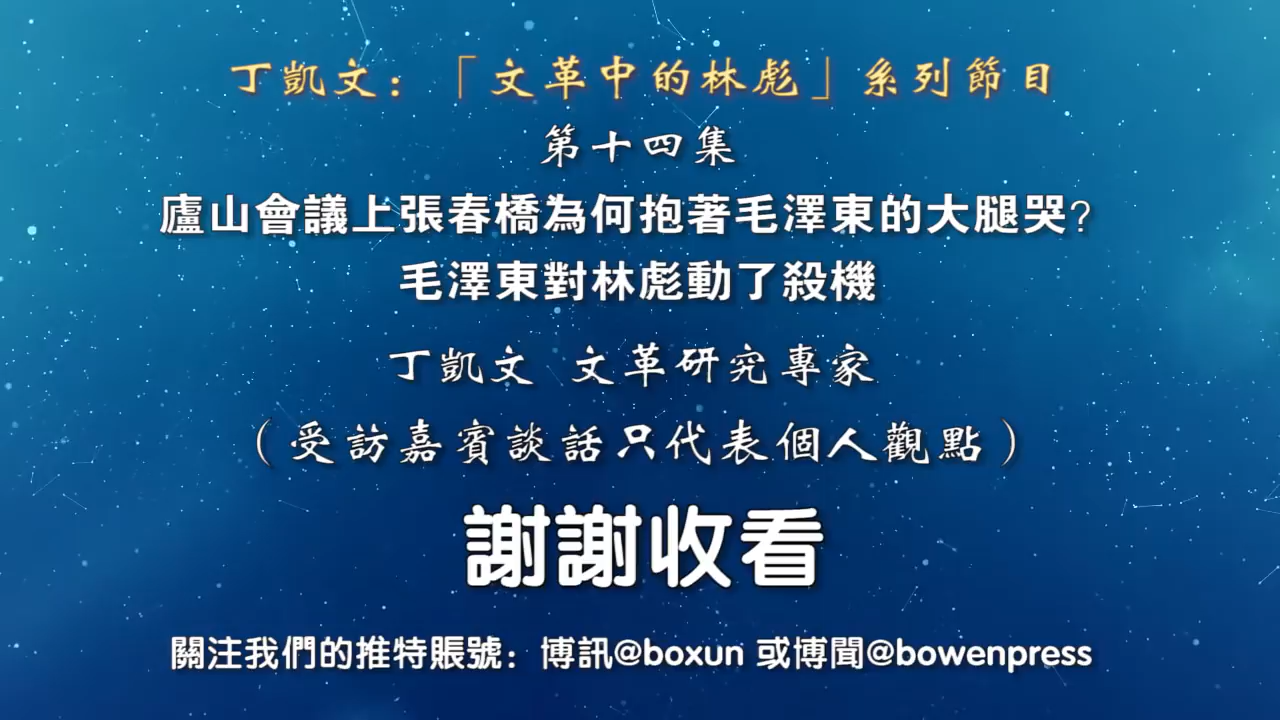 丁凱文：「文革中的林彪」系列節目
第十四集
廬山會議上張春橋為何抱著毛澤東的大腿哭?
毛澤東對林彪動了殺機
丁凱文 文革研究專家
（受訪嘉賓談話只代表個人觀點）
謝謝收看
關注我們的推特賬號：博訊@boxun 或博聞@bowenpress